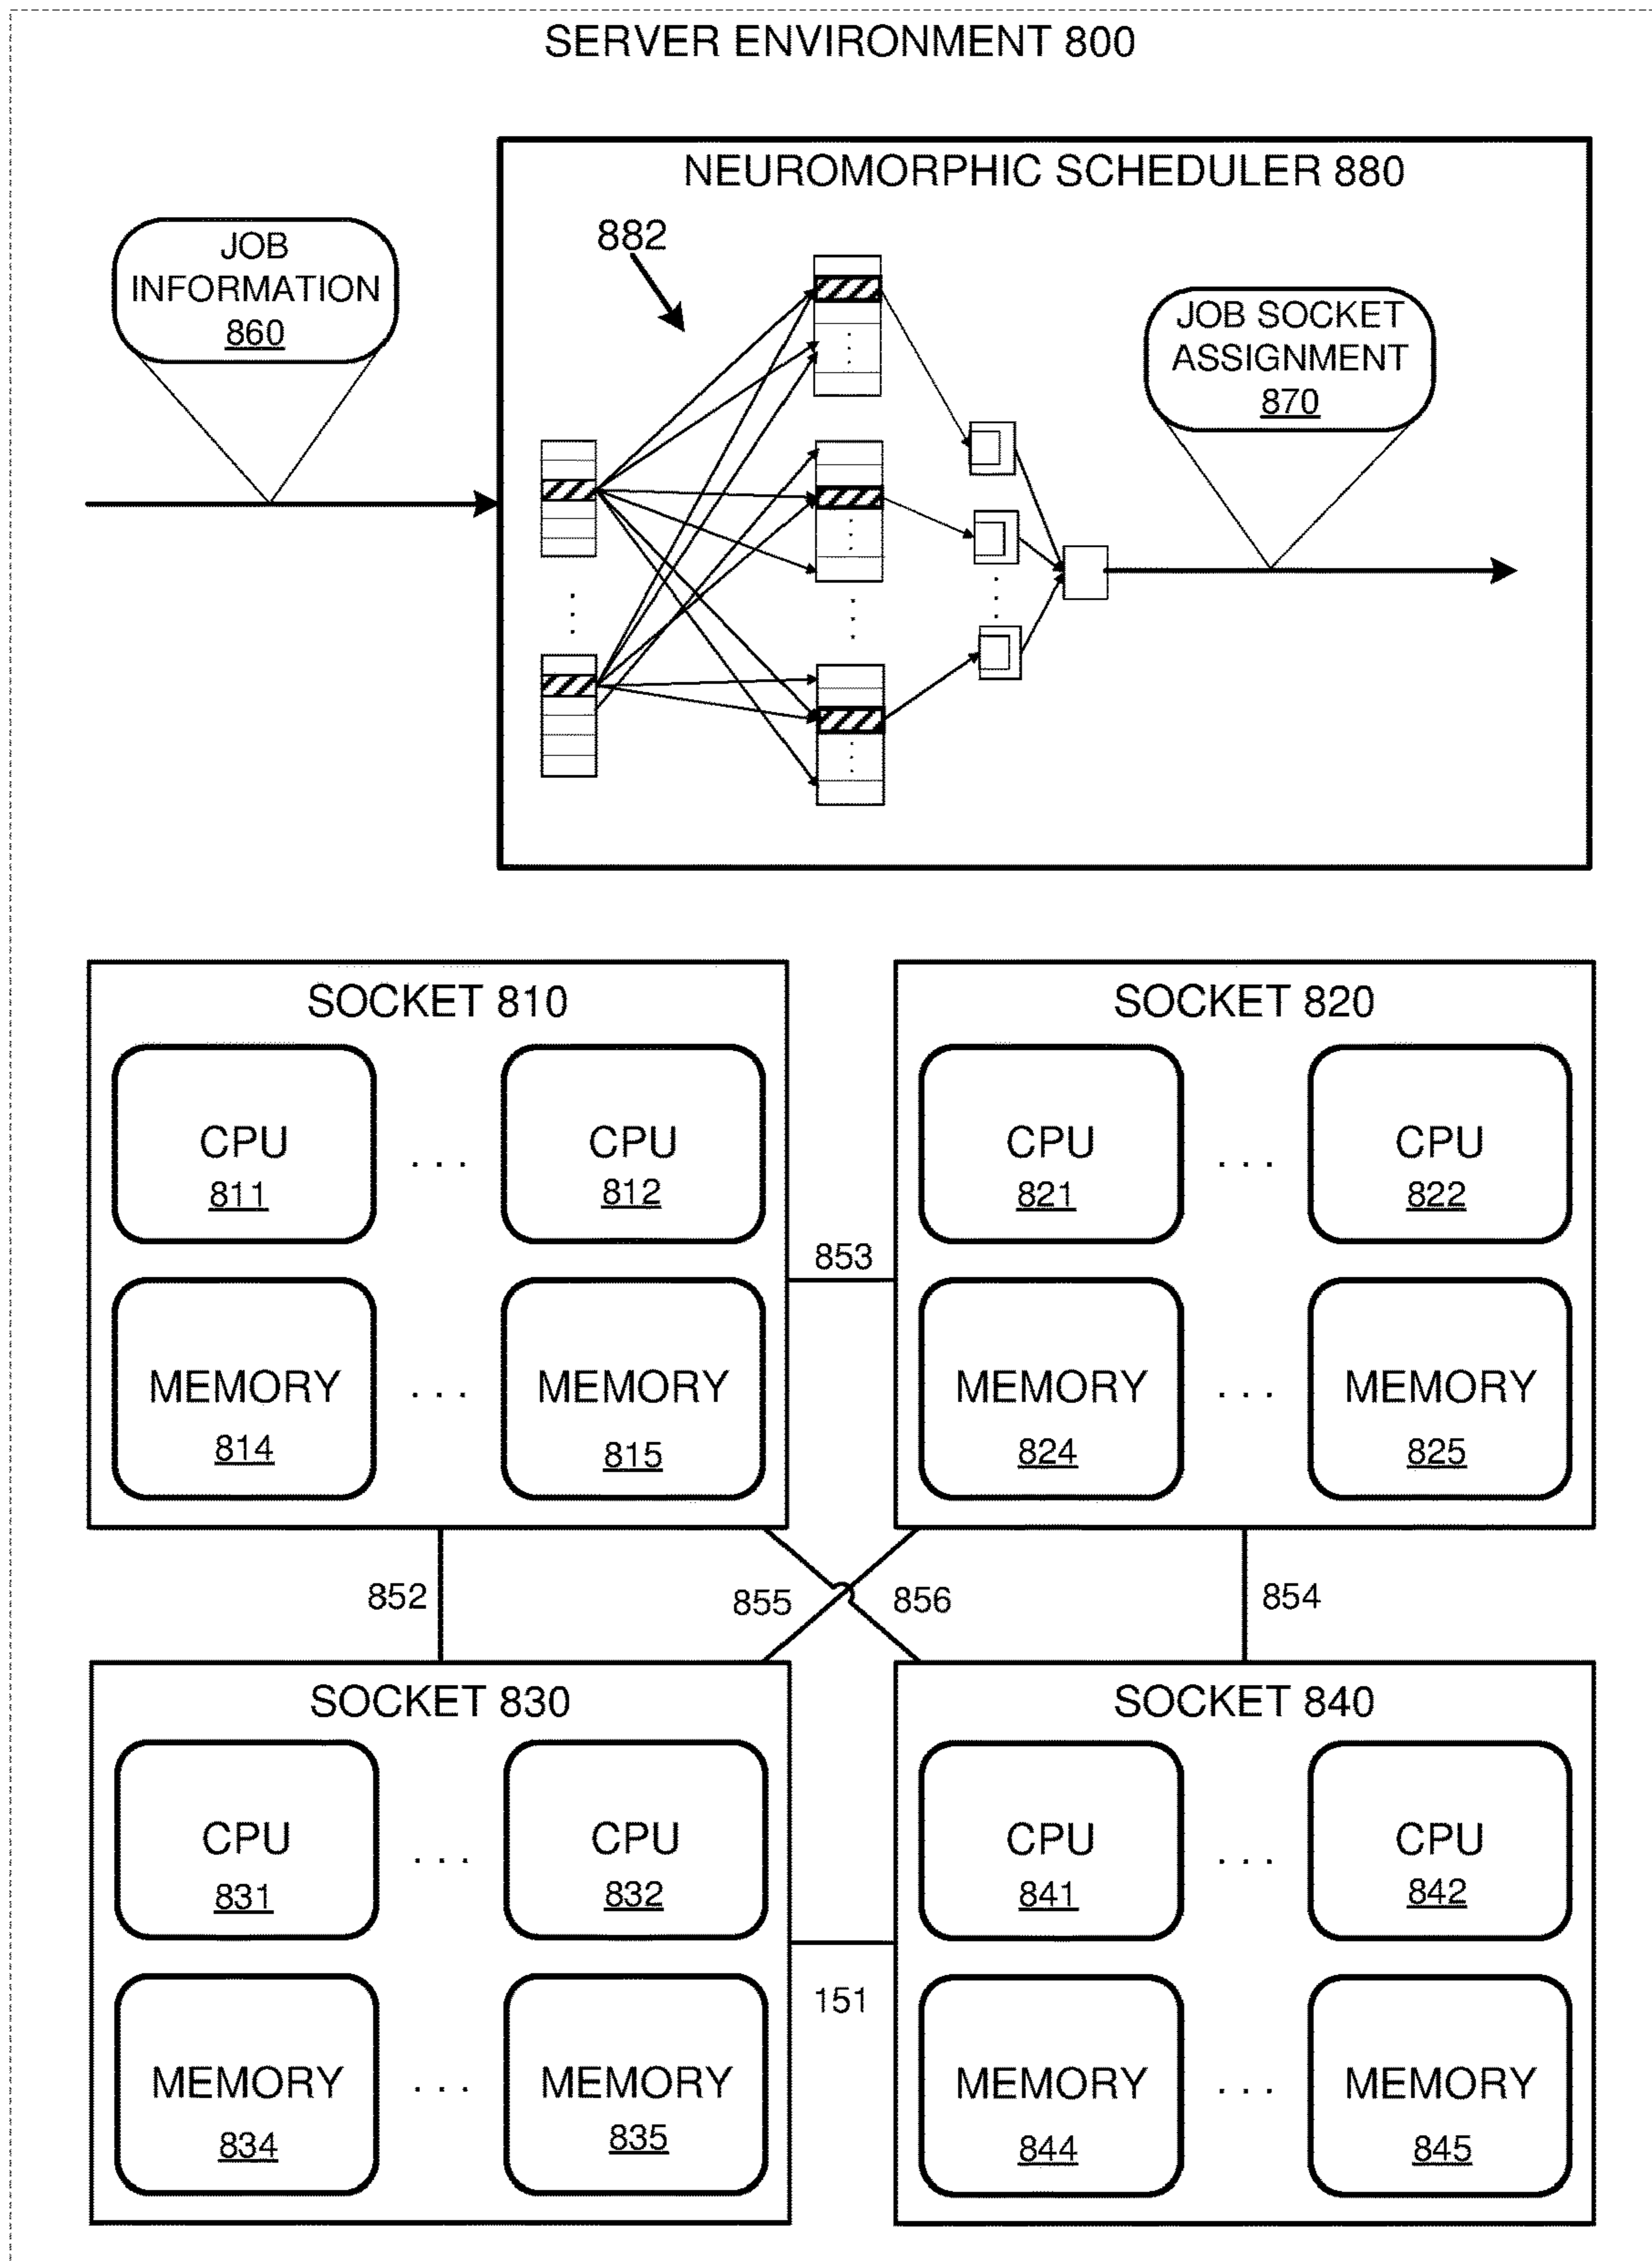 SERVER ENVIRONMENT 800
NEUROMORPHIC SCHEDULER 880
JOB
INFORMATION
860
882
JOB SOCKET
ASSIGNMENT
870
SOCKET 810
CPU
811
. . .
CPU
812
MEMORY
814
. . .
MEMORY
815
SOCKET 820
CPU
821
. . .
CPU
822
MEMORY
824
. . .
MEMORY
825
853
852
855
856
854
SOCKET 830
CPU
831
. . .
CPU
832
MEMORY
834
. . .
MEMORY
835
151
SOCKET 840
CPU
841
. . .
CPU
842
MEMORY
844
. . .
MEMORY
845